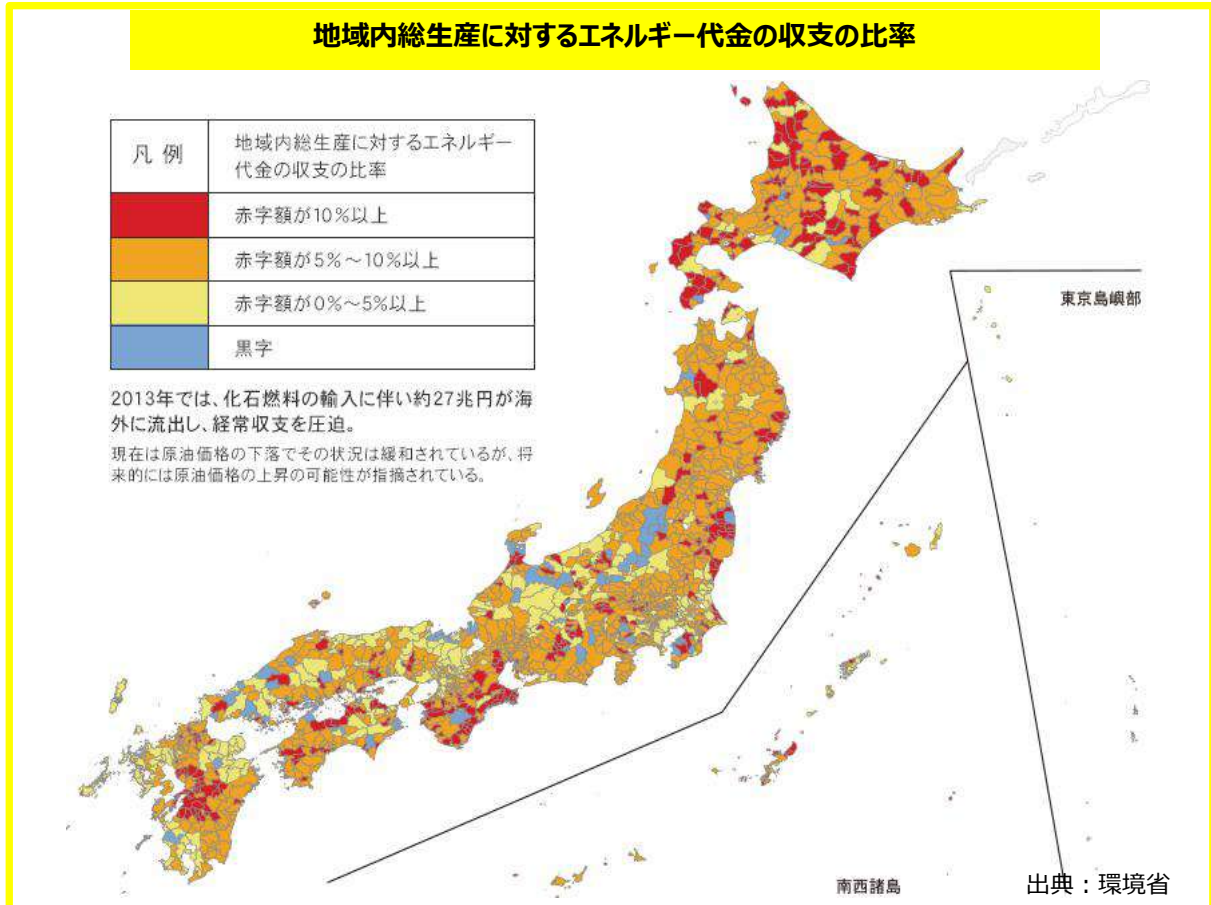 地域内総生産に対するエネルギー代金の収支の比率
凡 例
地域内総生産に対するエネルギー
代金の収支の比率
赤字額が10%以上
赤字額が5%～10%以上
赤字額が0%～5%以上
黒字
2013年では、化石燃料の輸入に伴い約27兆円が海
外に流出し、経常収支を圧迫。
現在は原油価格の下落でその状況は緩和されているが、将
来的には原油価格の上昇の可能性が指摘されている。
東京島嶼部
南西諸島
出典：環境省